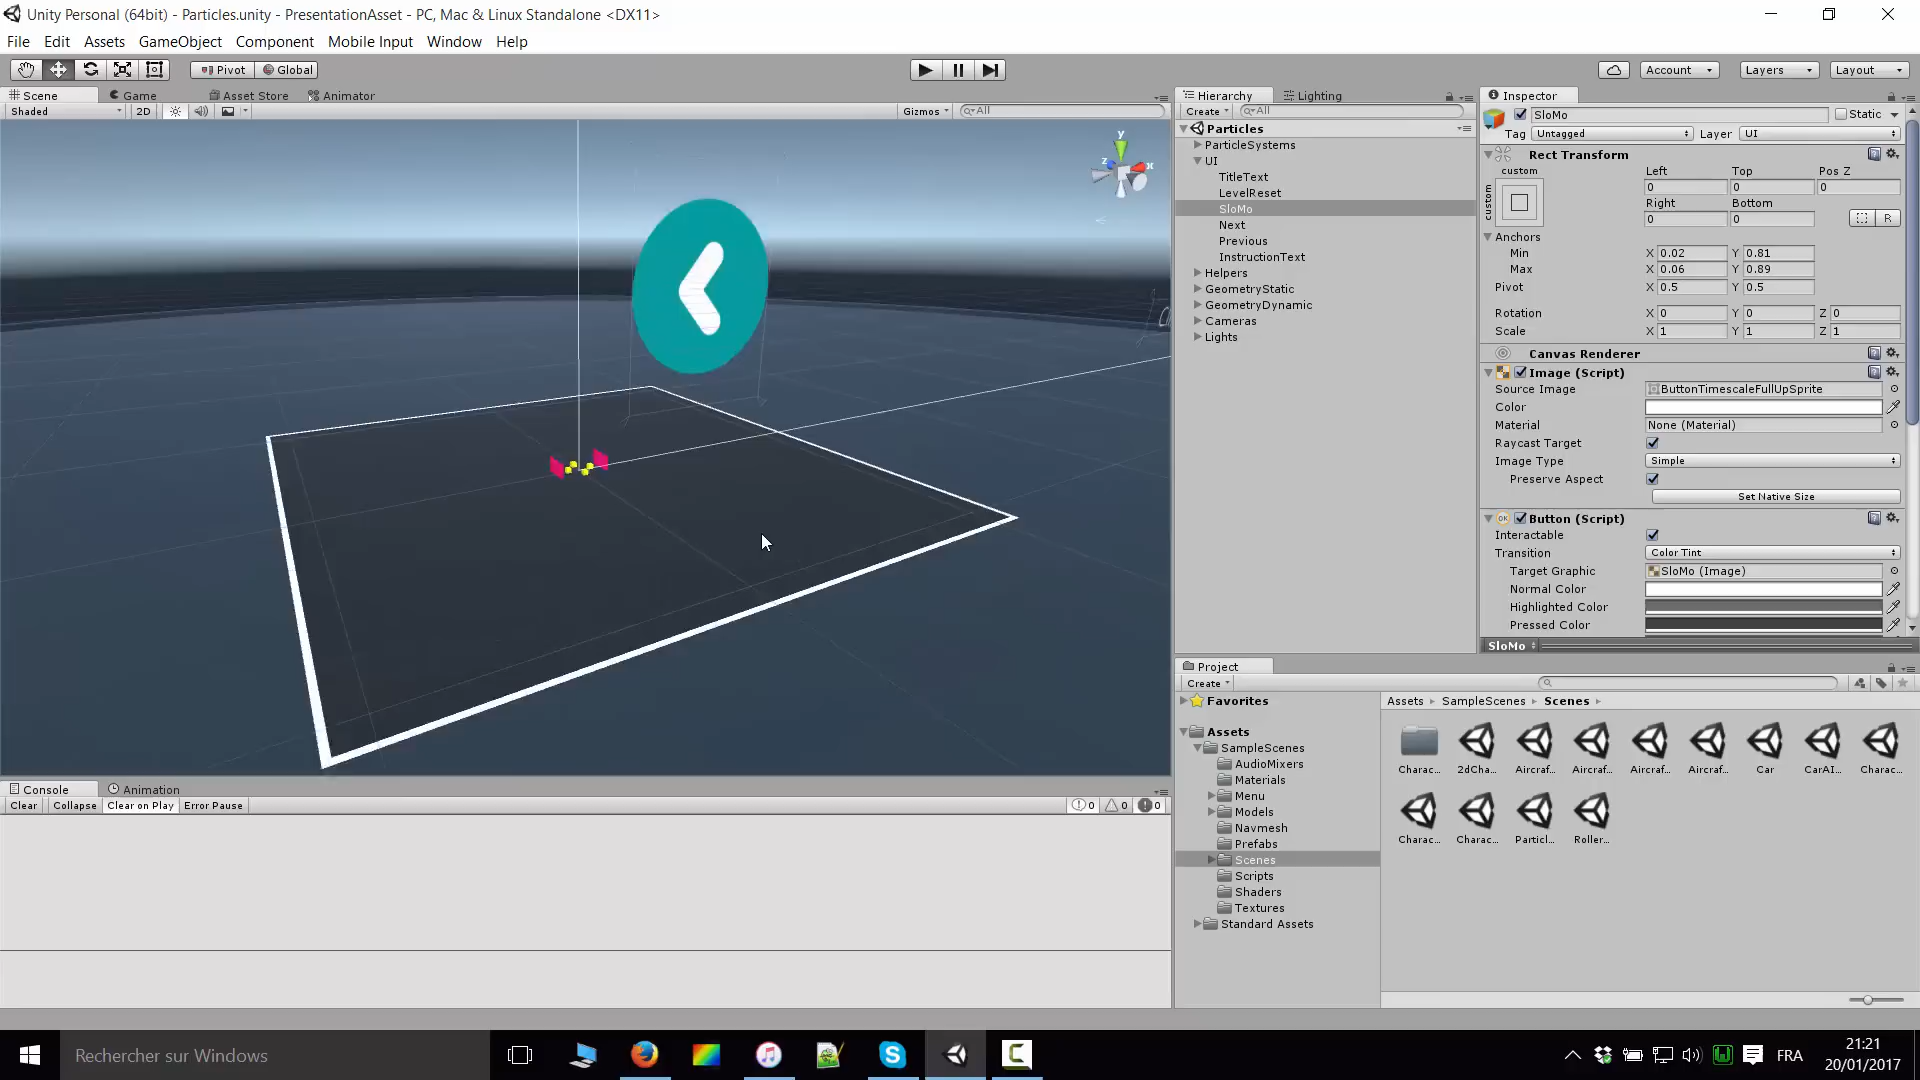 Unity Personal (64bit) - Particles.unity - PresentationAsset - PC, Mac & Linux Standalone <DX11>
File Edit Assets GameObject Component Mobile Input Window Help
Pivot Global Account Layers Layout
Scene Game Asset Store Animator
Shaded 2D Gizmos All
y
x
z
Hierarchy Lighting
Create All
Particles
ParticleSystems
UI
TitleText
LevelReset
SloMo
Next
Previous
InstructionText
Helpers
GeometryStatic
GeometryDynamic
Cameras
Lights
Inspector
SloMo Static
Tag Untagged Layer UI
Rect Transform
custom Left Top Pos Z
custom
0 0 0
Right Bottom
0 0 R
Anchors
Min X 0.02 Y 0.81
Max X 0.06 Y 0.89
Pivot X 0.5 Y 0.5
Rotation X 0 Y 0 Z 0
Scale X 1 Y 1 Z 1
Canvas Renderer
Image (Script)
Source Image ButtonTimescaleFullUpSprite
Color
Material None (Material)
Raycast Target
Image Type Simple
Preserve Aspect
Set Native Size
OK Button (Script)
Interactable
Transition Color Tint
Target Graphic SloMo (Image)
Normal Color
Highlighted Color
Pressed Color
SloMo
Project
Create
Favorites
Assets
SampleScenes
AudioMixers
Materials
Menu
Models
Navmesh
Prefabs
Scenes
Scripts
Shaders
Textures
Standard Assets
Assets SampleScenes Scenes
Charac... 2dCha... Aircraf... Aircraf... Aircraf... Aircraf... Car CarAI... Charac...
Charac... Charac... Particl... Roller...
Console Animation
Clear Collapse Clear on Play Error Pause 0 0 0
Rechercher sur Windows
FRA
21:21
20/01/2017